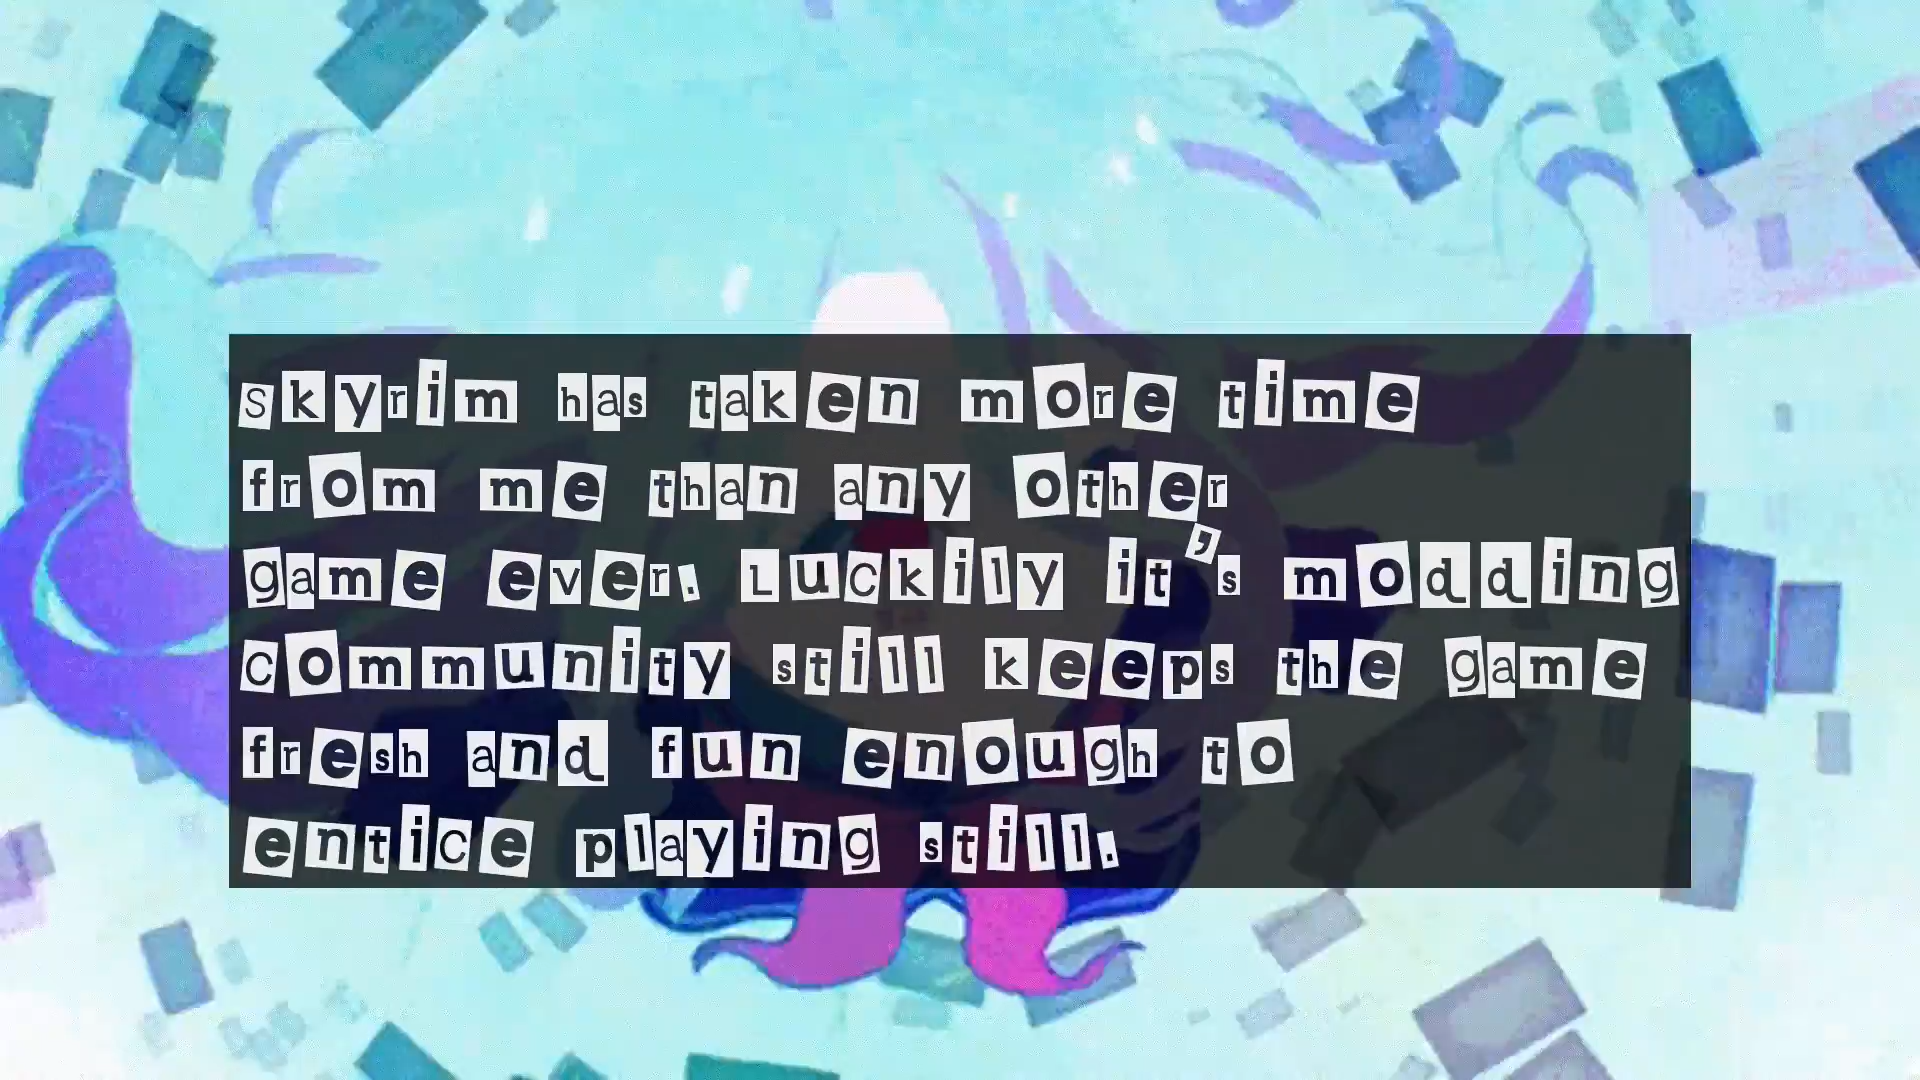 skyrim has taken more time
from me than any other
game ever. Luckily it's modding
community still keeps the game
fresh and fun enough to
entice playing still.